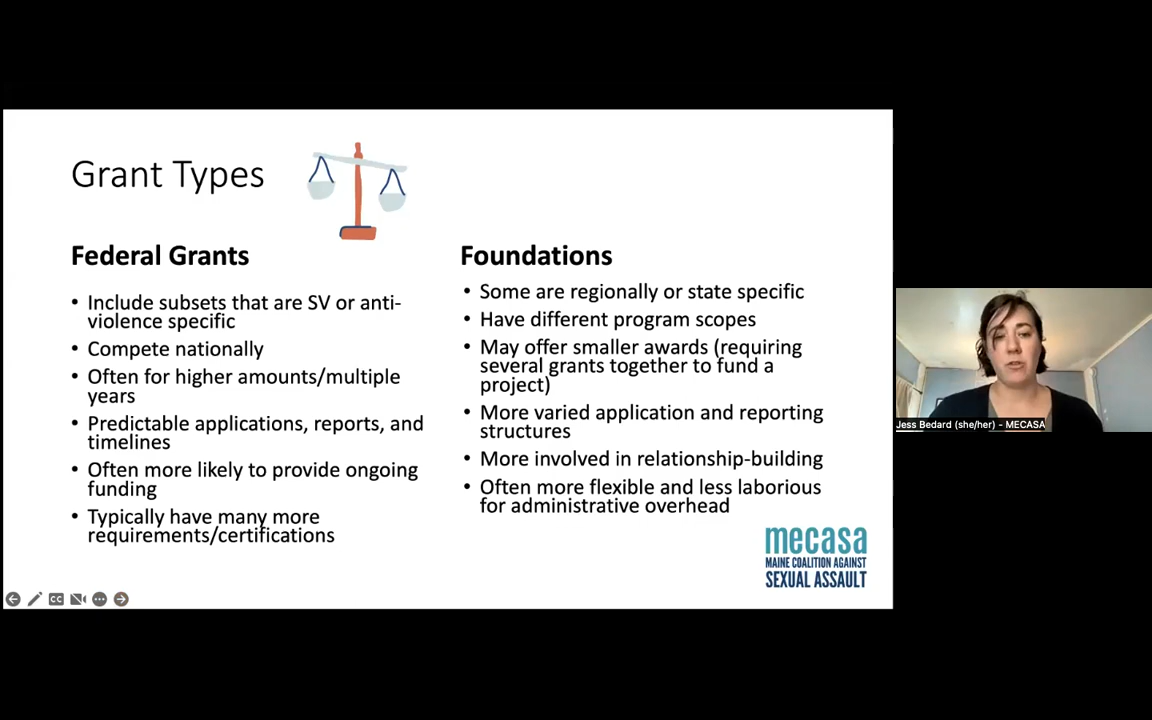 Grant Types
Federal Grants
• Include subsets that are SV or anti-
violence specific
• Compete nationally
• Often for higher amounts/multiple
years
• Predictable applications, reports, and
timelines
• Often more likely to provide ongoing
funding
• Typically have many more
requirements/certifications
Foundations
• Some are regionally or state specific
• Have different program scopes
• May offer smaller awards (requiring
several grants together to fund a
project)
• More varied application and reporting
structures
• More involved in relationship-building
• Often more flexible and less laborious
for administrative overhead
mecasa
MAINE COALITION AGAINST
SEXUAL ASSAULT
CC
Jess Bedard (she/her) - MECASA